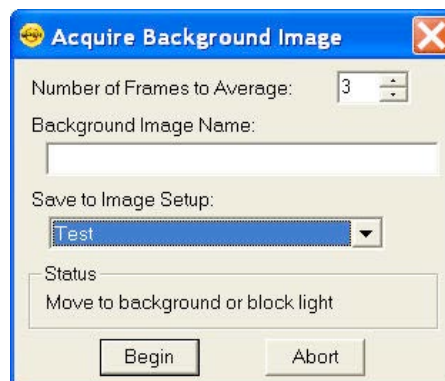 Acquire Background Image
Number of Frames to Average: 3
Background Image Name:
Save to Image Setup:
Test
Status
Move to background or block light
Begin Abort